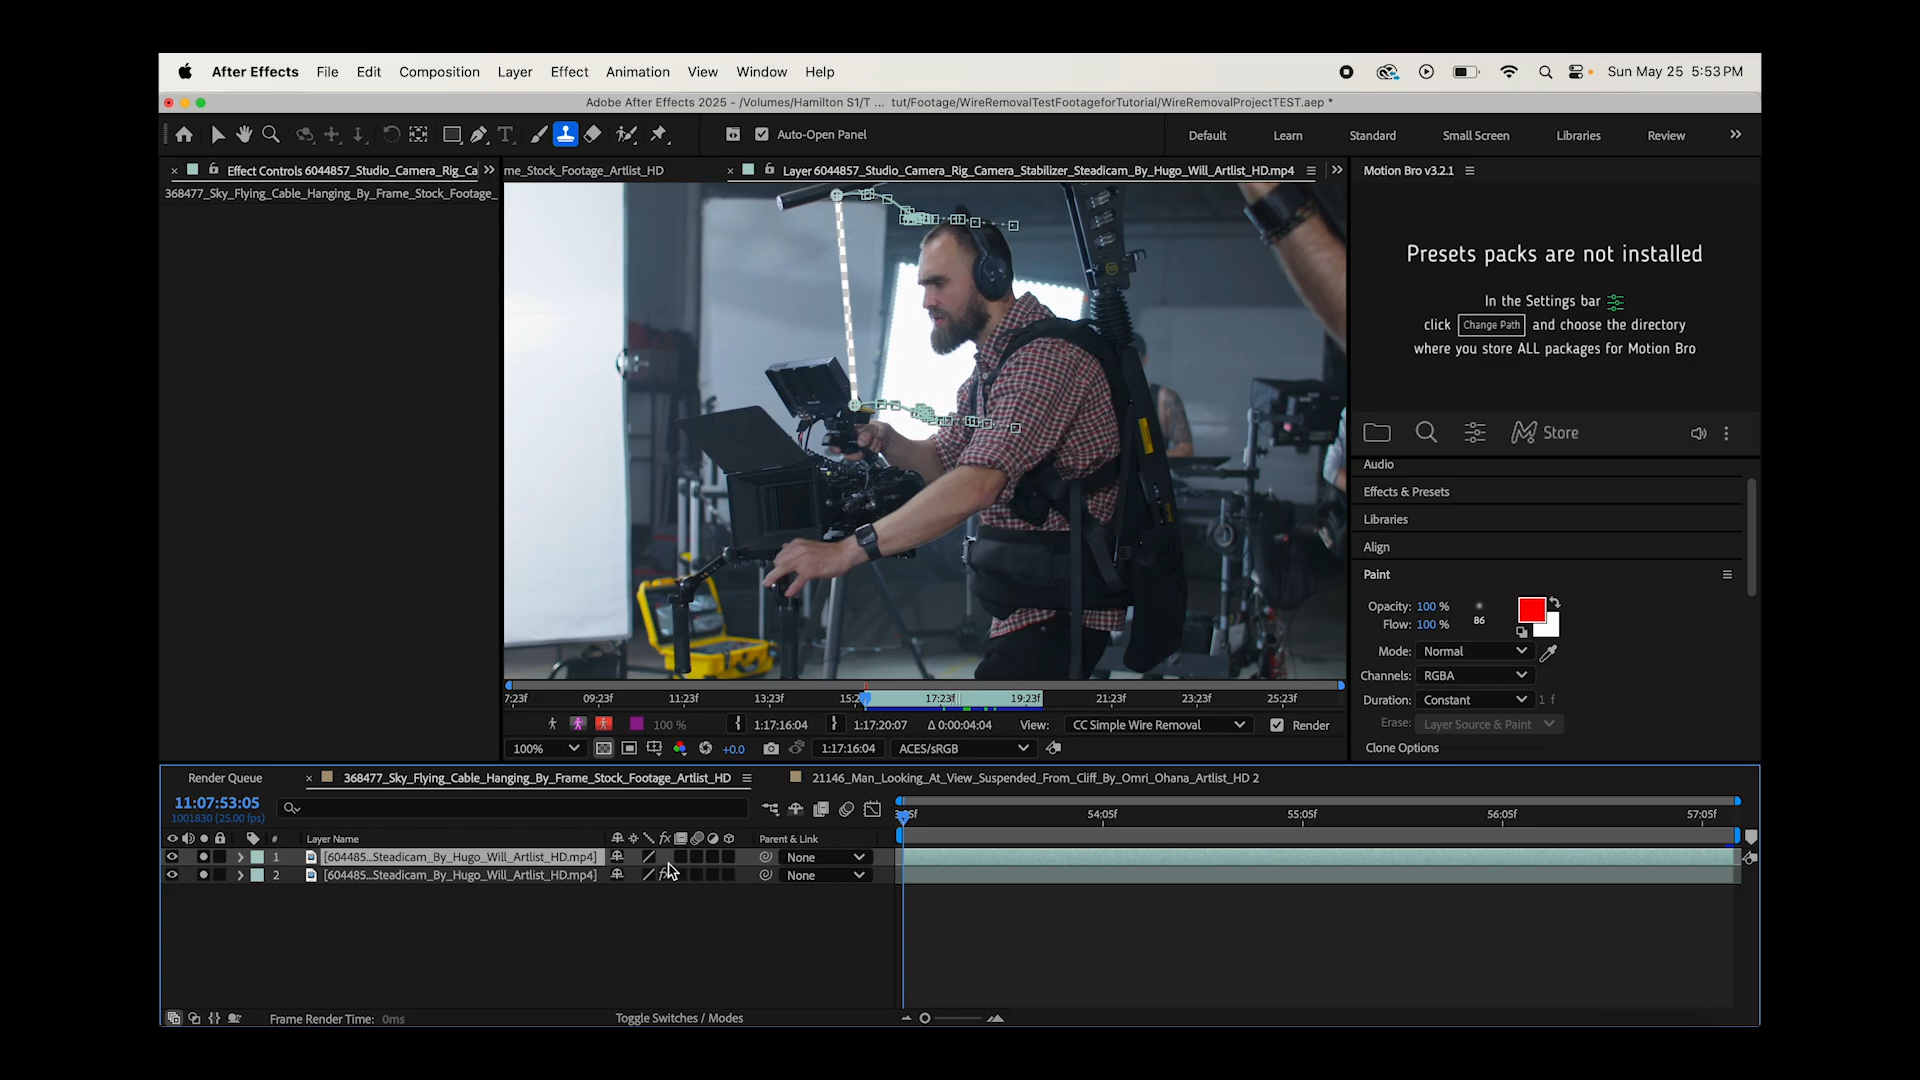 After Effects File Edit Composition Layer Effect Animation View Window Help Sun May 25 5:53 PM
Adobe After Effects 2025 - /Volumes/Hamilton S1/T ... tut/Footage/WireRemovalTestFootageforTutorial/WireRemovalProjectTEST.aep *
Auto-Open Panel Default Learn Standard Small Screen Libraries Review
Effect Controls 6044857_Studio_Camera_Rig_Ca
me_Stock_Footage_Artlist_HD
Layer 6044857_Studio_Camera_Rig_Camera_Stabilizer_Steadicam_By_Hugo_Will_Artlist_HD.mp4
Motion Bro v3.2.1
368477_Sky_Flying_Cable_Hanging_By_Frame_Stock_Footage_
Presets packs are not installed
In the Settings bar
click Change Path and choose the directory
where you store ALL packages for Motion Bro
Store
Audio
Effects & Presets
Libraries
Align
Paint
Opacity: 100 %
Flow: 100 %
86
Mode: Normal
Channels: RGBA
Duration: Constant 1 f
Erase: Layer Source & Paint
Clone Options
7:23f 09:23f 11:23f 13:23f 15:2 17:23f 19:23f 21:23f 23:23f 25:23f
100 % 1:17:16:04 1:17:20:07 Δ 0:00:04:04 View: CC Simple Wire Removal Render
100% +0.0 1:17:16:04 ACES/sRGB
Render Queue 368477_Sky_Flying_Cable_Hanging_By_Frame_Stock_Footage_Artlist_HD 21146_Man_Looking_At_View_Suspended_From_Cliff_By_Omri_Ohana_Artlist_HD 2
11:07:53:05
1001830 (25.00 fps)
54:05f 55:05f 56:05f 57:05f
# Layer Name fx Parent & Link
1 [604485...Steadicam_By_Hugo_Will_Artlist_HD.mp4] None
2 [604485...Steadicam_By_Hugo_Will_Artlist_HD.mp4] None
Frame Render Time: 0ms Toggle Switches / Modes